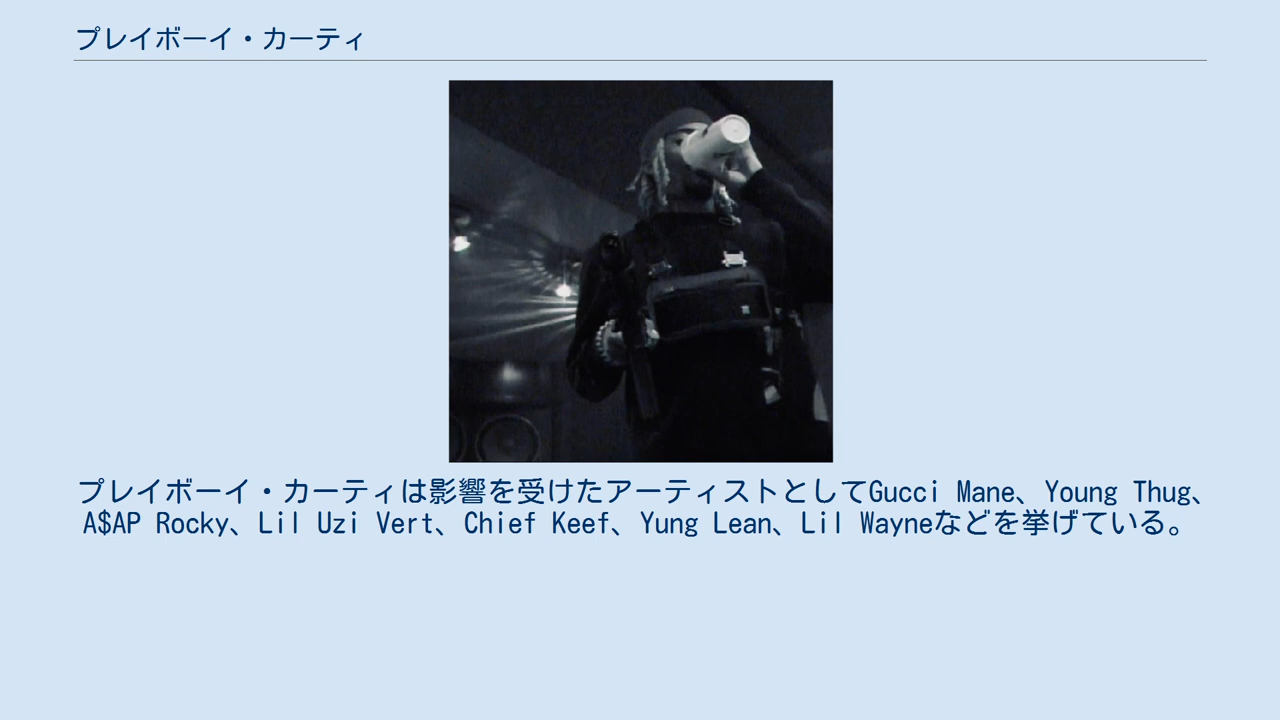 プレイボーイ・カーティ
プレイボーイ・カーティは影響を受けたアーティストとしてGucci Mane、Young Thug、
A$AP Rocky、Lil Uzi Vert、Chief Keef、Yung Lean、Lil Wayneなどを挙げている。